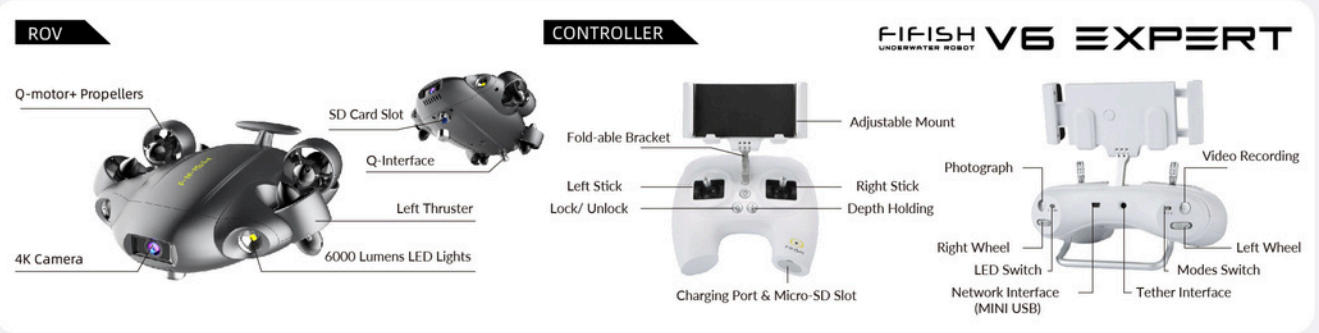 ROV
CONTROLLER
FIFISH
UNDERWATER ROBOT
V6 EXPERT
Q-motor+ Propellers
SD Card Slot
Q-Interface
Left Thruster
4K Camera
6000 Lumens LED Lights
Fold-able Bracket
Adjustable Mount
Left Stick
Right Stick
Lock/ Unlock
Depth Holding
Charging Port & Micro-SD Slot
Photograph
Video Recording
Right Wheel
Left Wheel
LED Switch
Modes Switch
Network Interface
(MINI USB)
Tether Interface